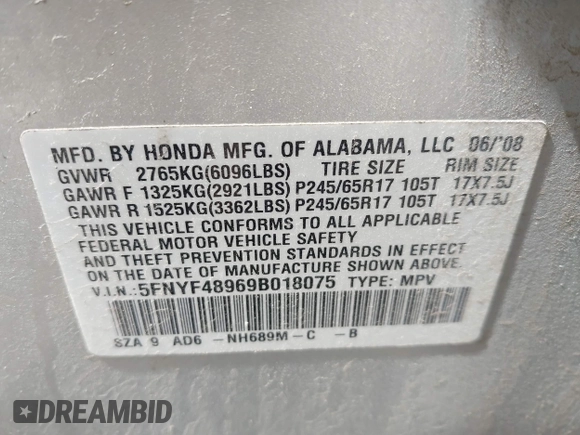 MFD. BY HONDA MFG. OF ALABAMA, LLC 06/'08
GVWR 2765KG(6096LBS) TIRE SIZE RIM SIZE
GAWR F 1325KG(2921LBS) P245/65R17 105T 17X7.5J
GAWR R 1525KG(3362LBS) P245/65R17 105T 17X7.5J
THIS VEHICLE CONFORMS TO ALL APPLICABLE
FEDERAL MOTOR VEHICLE SAFETY
AND THEFT PREVENTION STANDARDS IN EFFECT
ON THE DATE OF MANUFACTURE SHOWN ABOVE.
V.I.N.: 5FNYF48969B018075 TYPE: MPV
SZA 9 AD6 -NH689M-C -B
DREAMBID